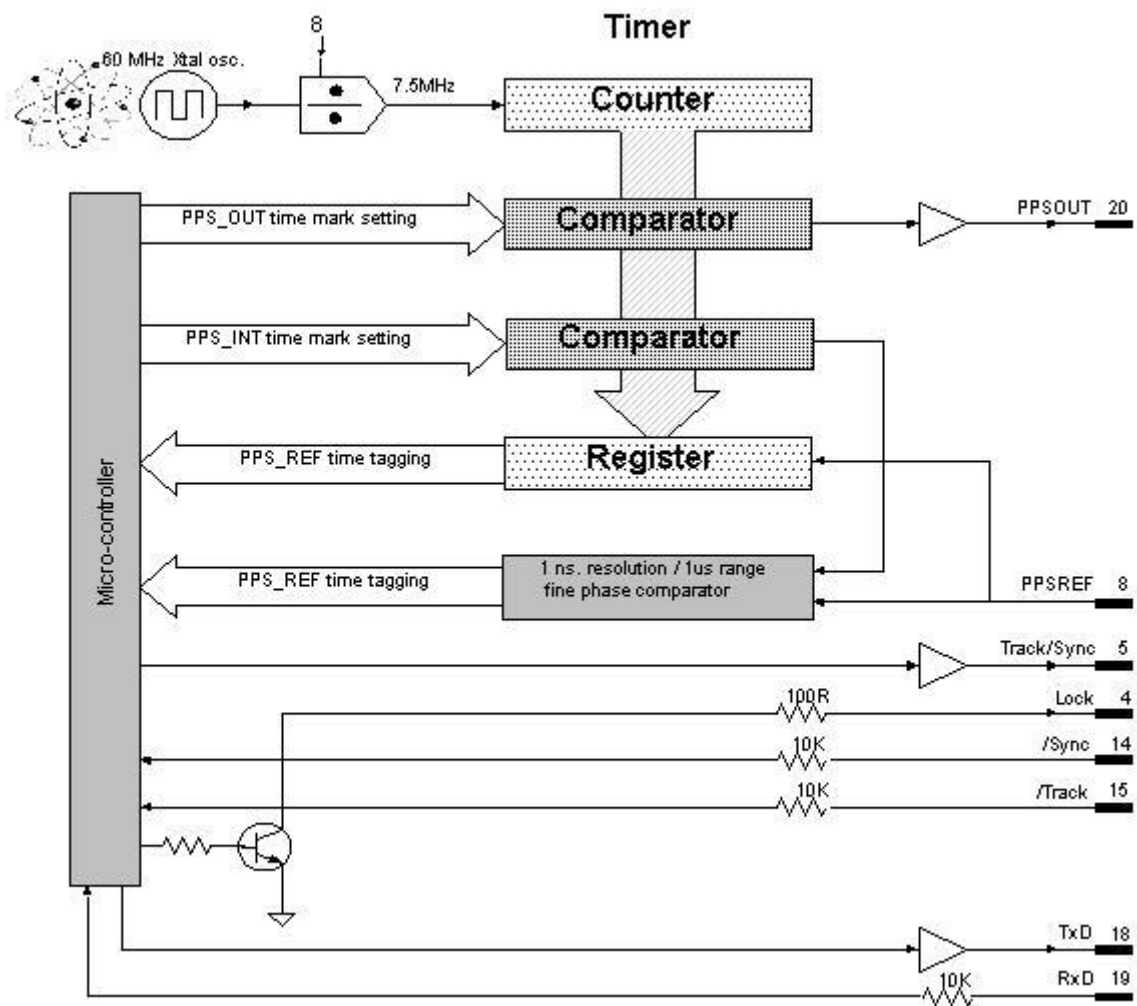 Timer
8
60 MHz Xtal osc.
7.5MHz
Counter
PPS_OUT time mark setting
Comparator
PPSOUT 20
PPS_INT time mark setting
Comparator
PPS_REF time tagging
Register
Micro-controller
PPS_REF time tagging
1 ns. resolution / 1us range
fine phase comparator
PPSREF 8
Track/Sync 5
100R
Lock 4
10K
/Sync 14
10K
/Track 15
TxD 18
10K
RxD 19